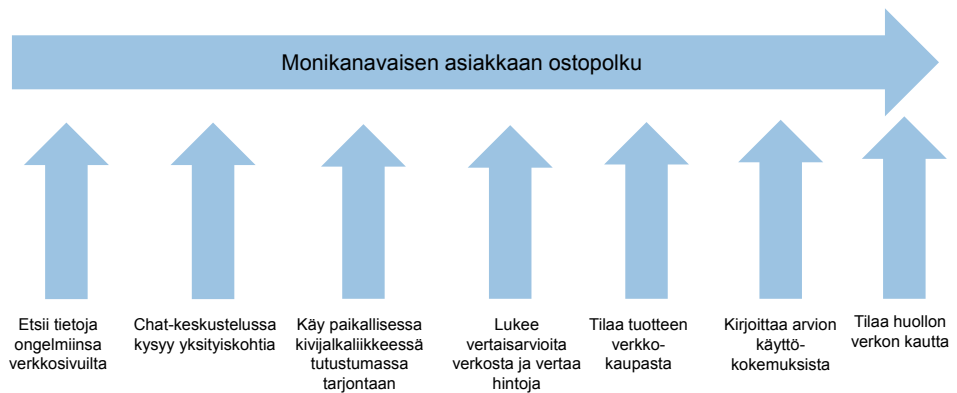 Monikanavaisen asiakkaan ostopolku
Etsii tietoja
ongelmiinsa
verkkosivuilta
Chat-keskustelussa
kysyy yksityiskohtia
Käy paikallisessa
kivijalkaliikkeessä
tutustumassa
tarjontaan
Lukee
vertaisarvioita
verkosta ja vertaa
hintoja
Tilaa tuotteen
verkko-
kaupasta
Kirjoittaa arvion
käyttö-
kokemuksista
Tilaa huollon
verkon kautta